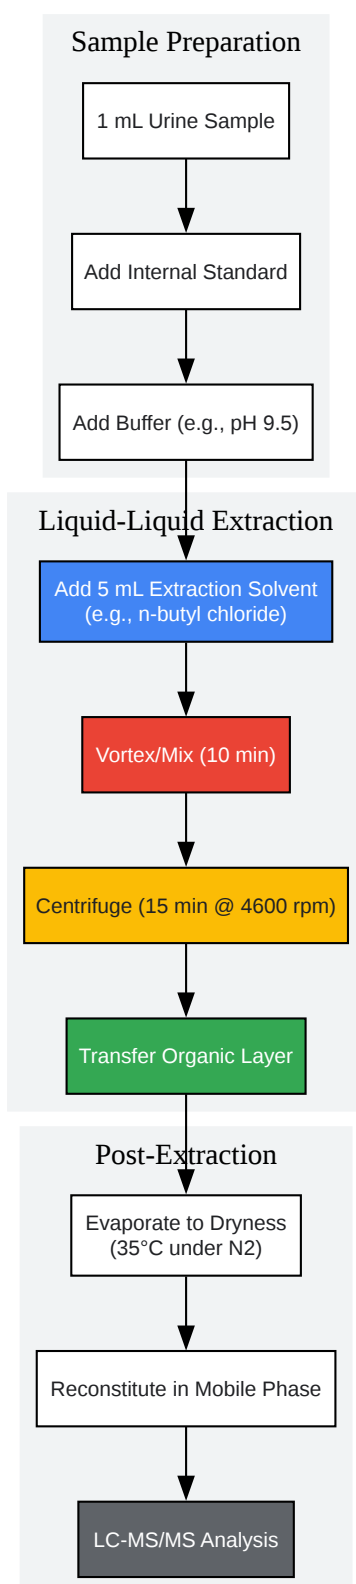 Sample Preparation
1 mL Urine Sample
Add Internal Standard
Add Buffer (e.g., pH 9.5)
Liquid-Liquid Extraction
Add 5 mL Extraction Solvent
(e.g., n-butyl chloride)
Vortex/Mix (10 min)
Centrifuge (15 min @ 4600 rpm)
Transfer Organic Layer
Post-Extraction
Evaporate to Dryness
(35°C under N2)
Reconstitute in Mobile Phase
LC-MS/MS Analysis